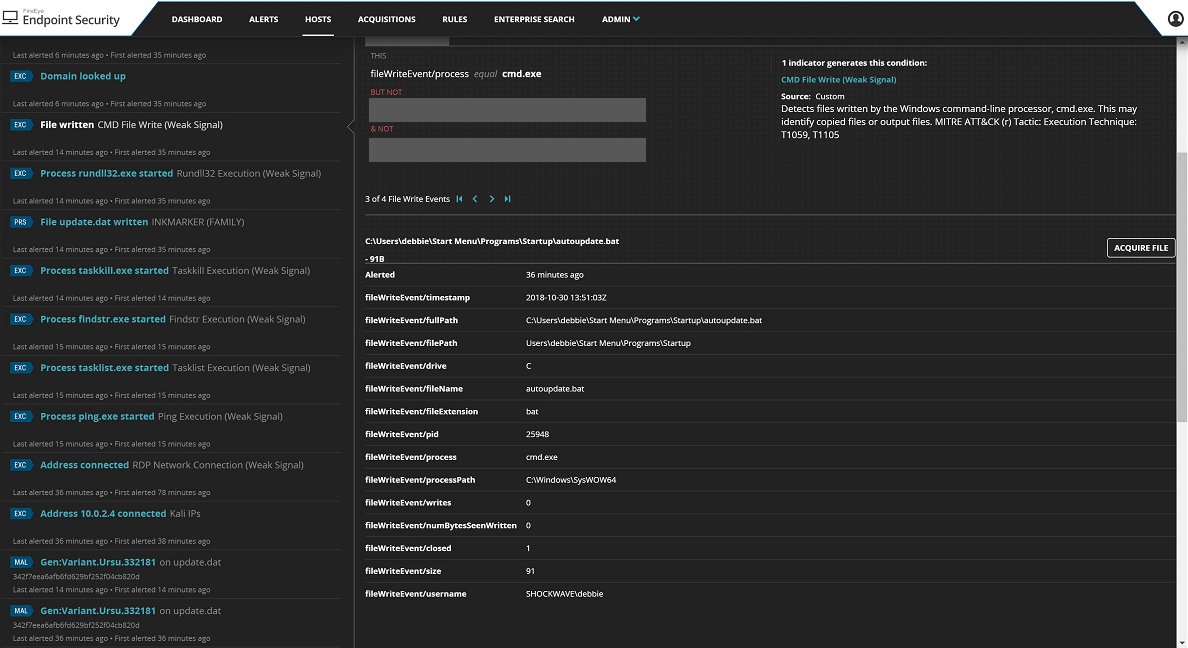 FireEye
Endpoint Security
DASHBOARD
ALERTS
HOSTS
ACQUISITIONS
RULES
ENTERPRISE SEARCH
ADMIN
Last alerted 6 minutes ago • First alerted 35 minutes ago
EXC Domain looked up
Last alerted 6 minutes ago • First alerted 35 minutes ago
EXC File written CMD File Write (Weak Signal)
Last alerted 14 minutes ago • First alerted 35 minutes ago
EXC Process rundll32.exe started Rundll32 Execution (Weak Signal)
Last alerted 14 minutes ago • First alerted 35 minutes ago
PRS File update.dat written INKMARKER (FAMILY)
Last alerted 14 minutes ago • First alerted 35 minutes ago
EXC Process taskkill.exe started Taskkill Execution (Weak Signal)
Last alerted 14 minutes ago • First alerted 14 minutes ago
EXC Process findstr.exe started Findstr Execution (Weak Signal)
Last alerted 15 minutes ago • First alerted 15 minutes ago
EXC Process tasklist.exe started Tasklist Execution (Weak Signal)
Last alerted 15 minutes ago • First alerted 15 minutes ago
EXC Process ping.exe started Ping Execution (Weak Signal)
Last alerted 15 minutes ago • First alerted 15 minutes ago
EXC Address connected RDP Network Connection (Weak Signal)
Last alerted 36 minutes ago • First alerted 78 minutes ago
EXC Address 10.0.2.4 connected Kali IPs
Last alerted 36 minutes ago • First alerted 38 minutes ago
MAL Gen:Variant.Ursu.332181 on update.dat
342f7eea6afb6fd629bf252f04cb820d
Last alerted 14 minutes ago • First alerted 14 minutes ago
MAL Gen:Variant.Ursu.332181 on update.dat
342f7eea6afb6fd629bf252f04cb820d
Last alerted 36 minutes ago • First alerted 36 minutes ago
THIS
fileWriteEvent/process equal cmd.exe
BUT NOT
& NOT
1 indicator generates this condition:
CMD File Write (Weak Signal)
Source: Custom
Detects files written by the Windows command-line processor, cmd.exe. This may
identify copied files or output files. MITRE ATT&CK (r) Tactic: Execution Technique:
T1059, T1105
3 of 4 File Write Events
C:\Users\debbie\Start Menu\Programs\Startup\autoupdate.bat
- 91B
ACQUIRE FILE
Alerted 36 minutes ago
fileWriteEvent/timestamp 2018-10-30 13:51:03Z
fileWriteEvent/fullPath C:\Users\debbie\Start Menu\Programs\Startup\autoupdate.bat
fileWriteEvent/filePath Users\debbie\Start Menu\Programs\Startup
fileWriteEvent/drive C
fileWriteEvent/fileName autoupdate.bat
fileWriteEvent/fileExtension bat
fileWriteEvent/pid 25948
fileWriteEvent/process cmd.exe
fileWriteEvent/processPath C:\Windows\SysWOW64
fileWriteEvent/writes 0
fileWriteEvent/numBytesSeenWritten 0
fileWriteEvent/closed 1
fileWriteEvent/size 91
fileWriteEvent/username SHOCKWAVE\debbie